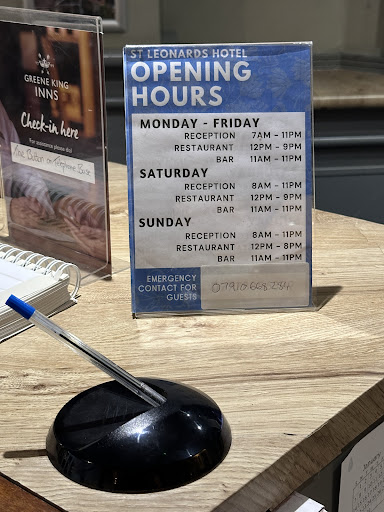 GREENE KING
INNS
Check-in here
For assistance please dial
ST LEONARDS HOTEL
OPENING
HOURS
MONDAY - FRIDAY
RECEPTION 7AM - 11PM
RESTAURANT 12PM - 9PM
BAR 11AM - 11PM
SATURDAY
RECEPTION 8AM - 11PM
RESTAURANT 12PM - 9PM
BAR 11AM - 11PM
SUNDAY
RECEPTION 8AM - 11PM
RESTAURANT 12PM - 8PM
BAR 11AM - 11PM
EMERGENCY
CONTACT FOR
GUESTS